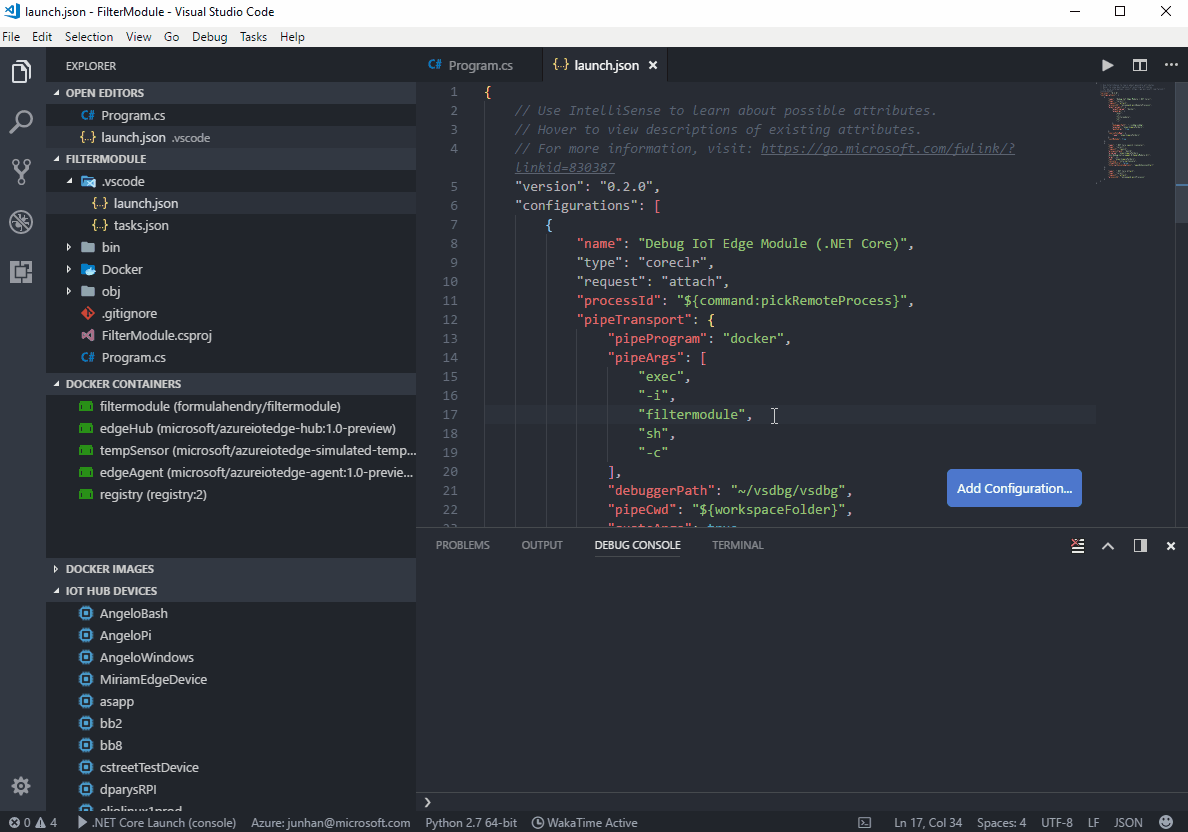 launch.json - FilterModule - Visual Studio Code
File Edit Selection View Go Debug Tasks Help
EXPLORER
OPEN EDITORS
C# Program.cs
{..} launch.json .vscode
FILTERMODULE
.vscode
{..} launch.json
{..} tasks.json
bin
Docker
obj
.gitignore
FilterModule.csproj
C# Program.cs
DOCKER CONTAINERS
filtermodule (formulahendry/filtermodule)
edgeHub (microsoft/azureiotedge-hub:1.0-preview)
tempSensor (microsoft/azureiotedge-simulated-temp...
edgeAgent (microsoft/azureiotedge-agent:1.0-previe...
registry (registry:2)
DOCKER IMAGES
IOT HUB DEVICES
AngeloBash
AngeloPi
AngeloWindows
MiriamEdgeDevice
asapp
bb2
bb8
cstreetTestDevice
dparysRPI
C# Program.cs {..} launch.json
1 {
2 // Use IntelliSense to learn about possible attributes.
3 // Hover to view descriptions of existing attributes.
4 // For more information, visit: https://go.microsoft.com/fwlink/?
linkid=830387
5 "version": "0.2.0",
6 "configurations": [
7 {
8 "name": "Debug IoT Edge Module (.NET Core)",
9 "type": "coreclr",
10 "request": "attach",
11 "processId": "${command:pickRemoteProcess}",
12 "pipeTransport": {
13 "pipeProgram": "docker",
14 "pipeArgs": [
15 "exec",
16 "-i",
17 "filtermodule",
18 "sh",
19 "-c"
20 ],
21 "debuggerPath": "~/vsdbg/vsdbg",
22 "pipeCwd": "${workspaceFolder}",
Add Configuration...
PROBLEMS OUTPUT DEBUG CONSOLE TERMINAL
0 4 .NET Core Launch (console) Azure: junhan@microsoft.com Python 2.7 64-bit WakaTime Active Ln 17, Col 34 Spaces: 4 UTF-8 LF JSON